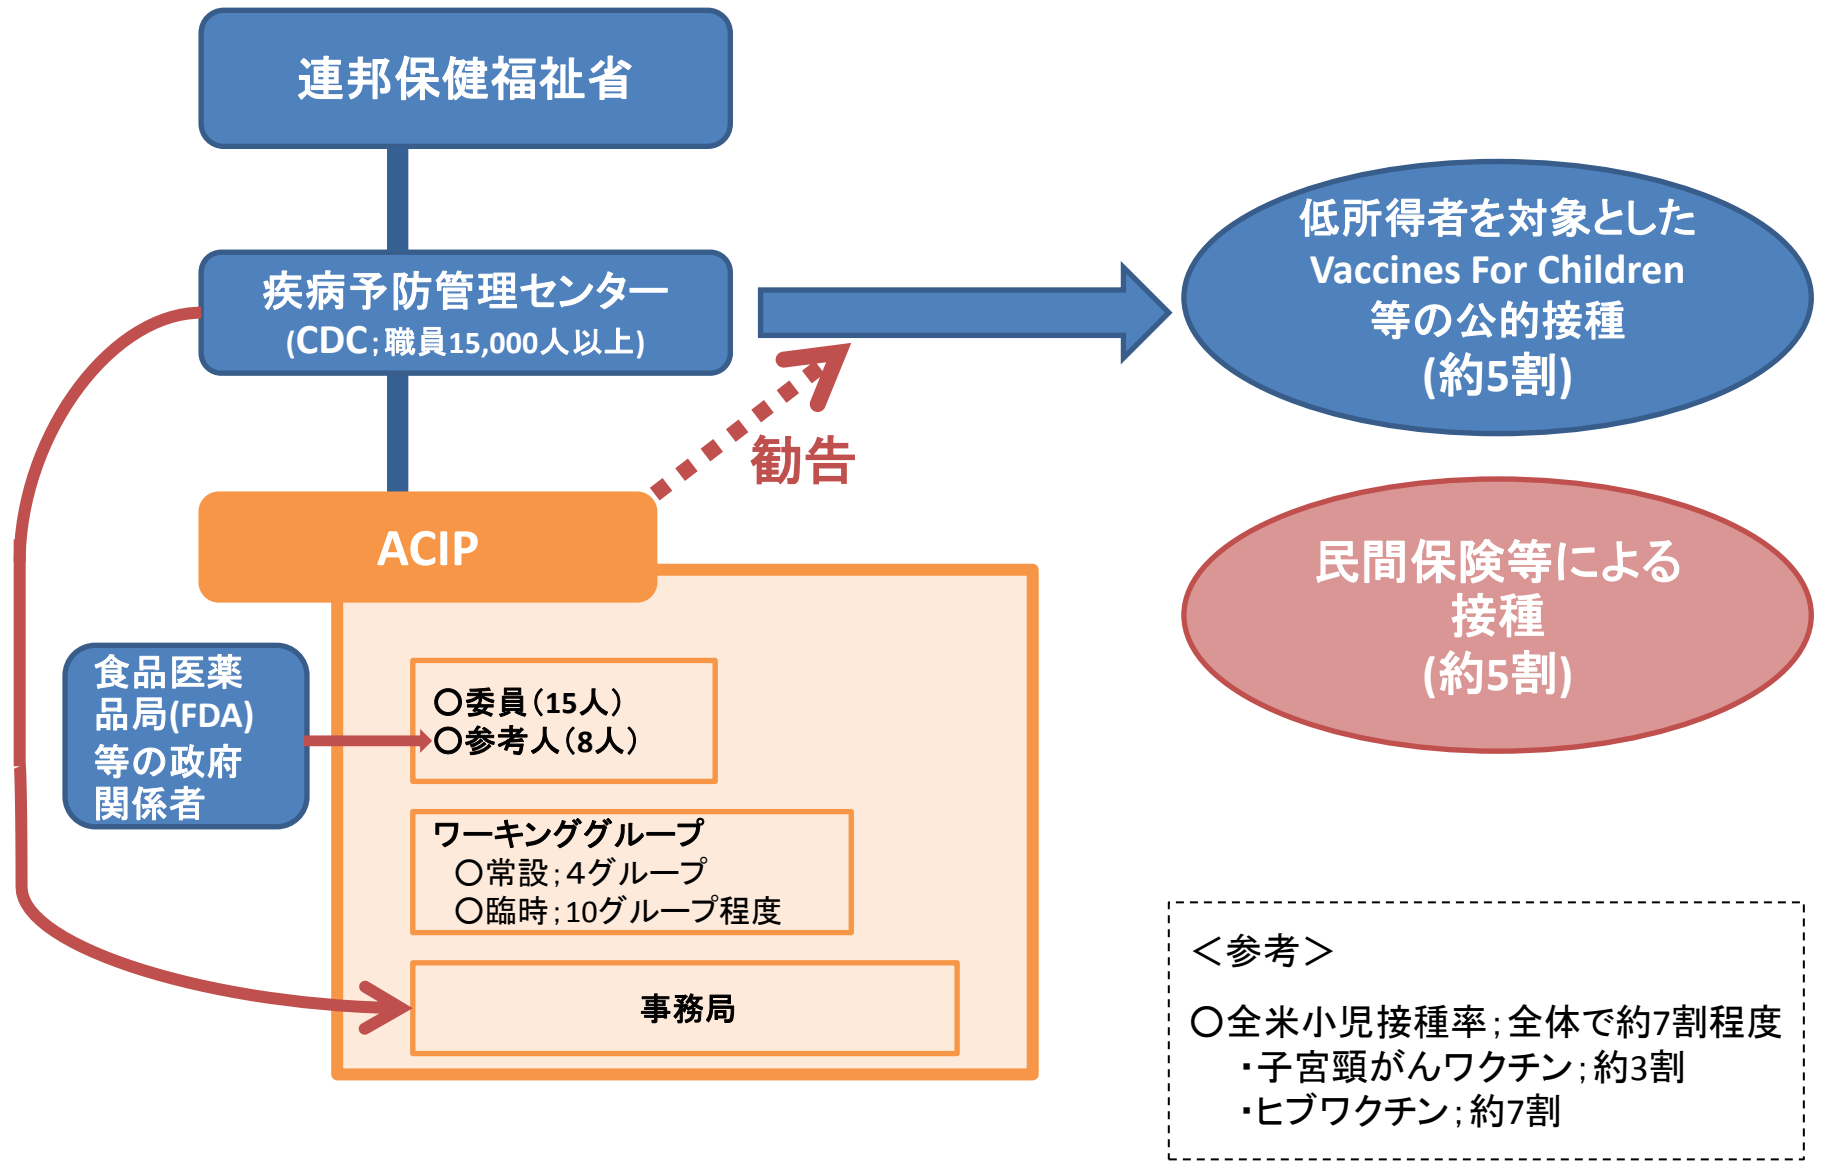 連邦保健福祉省
疾病予防管理センター
(CDC;職員15,000人以上)
勧告
ACIP
食品医薬
品局(FDA)
等の政府
関係者
○委員(15人)
○参考人(8人)
ワーキンググループ
○常設;4グループ
○臨時;10グループ程度
事務局
低所得者を対象とした
Vaccines For Children
等の公的接種
(約5割)
民間保険等による
接種
(約5割)
＜参考＞
○全米小児接種率;全体で約7割程度
・子宮頸がんワクチン;約3割
・ヒブワクチン;約7割